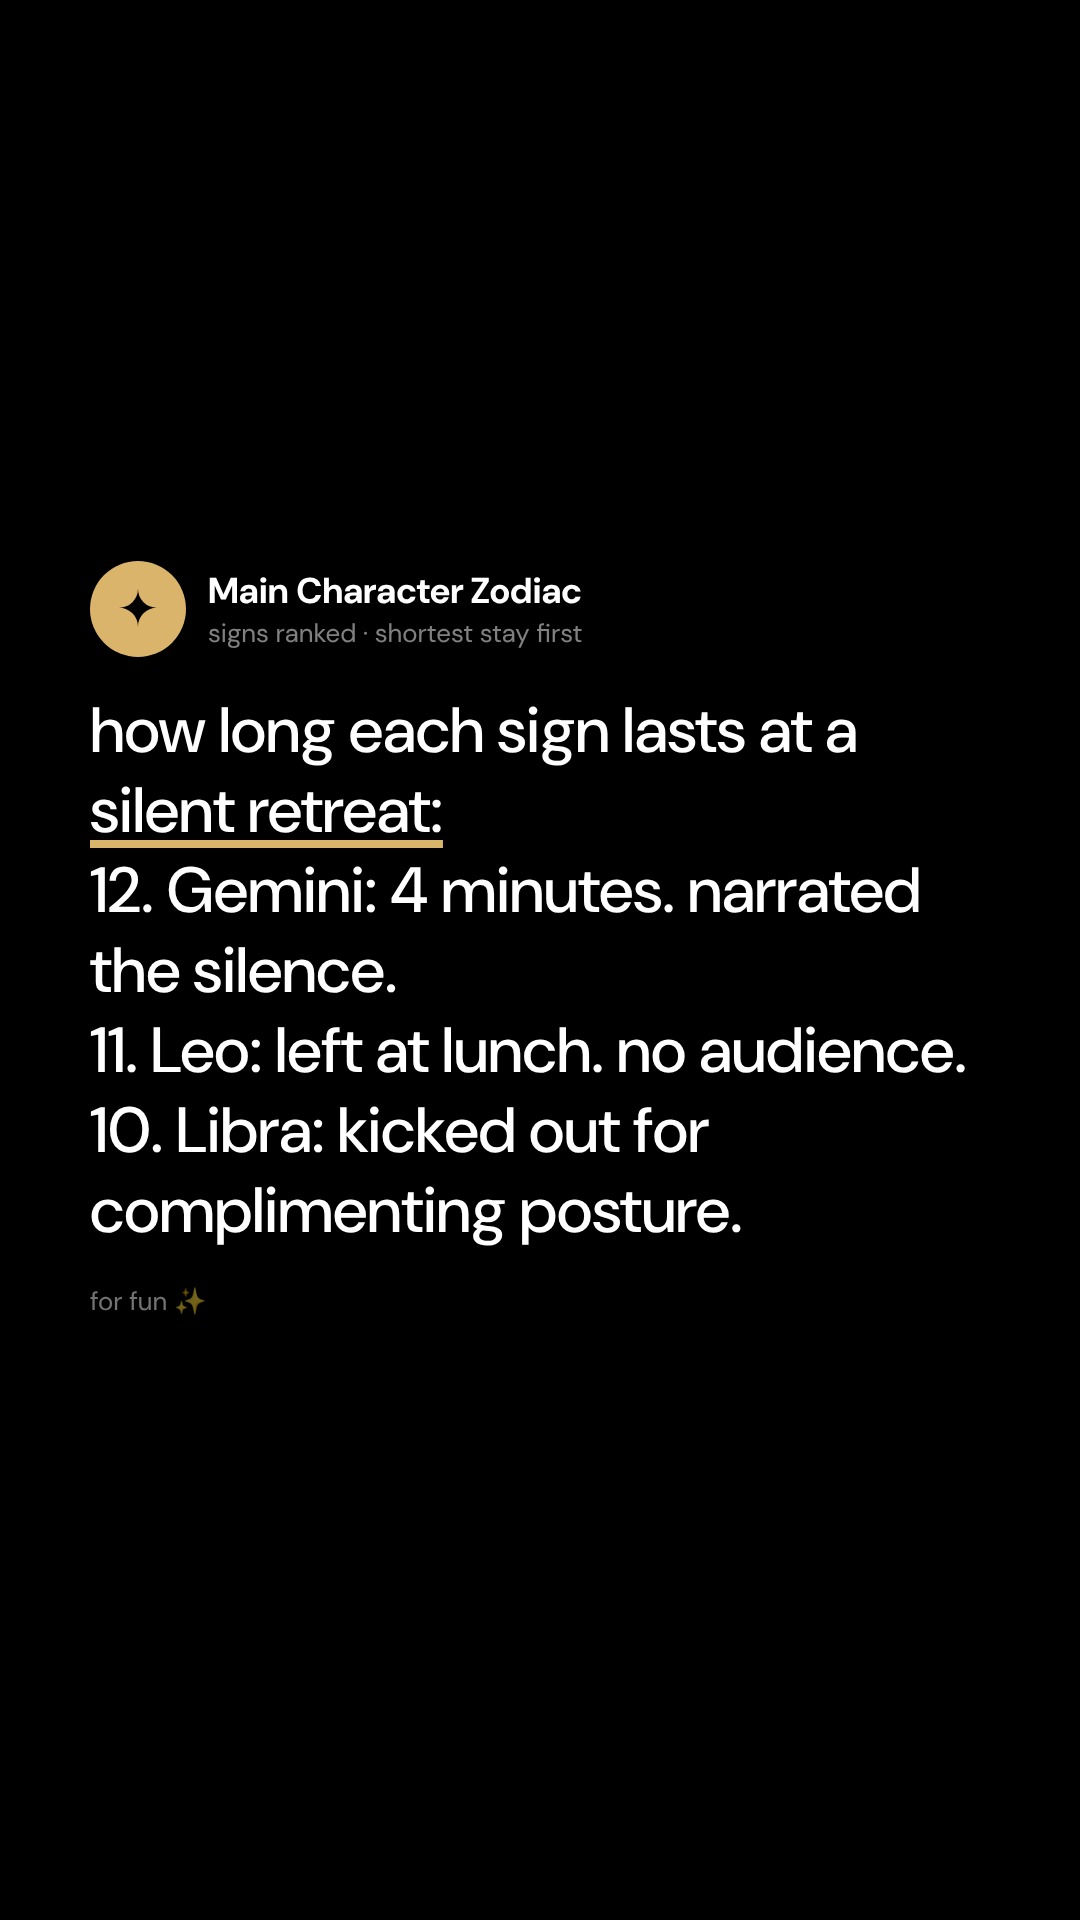 Main Character Zodiac
signs ranked · shortest stay first
how long each sign lasts at a
silent retreat:
12. Gemini: 4 minutes. narrated
the silence.
11. Leo: left at lunch. no audience.
10. Libra: kicked out for
complimenting posture.
for fun ✨